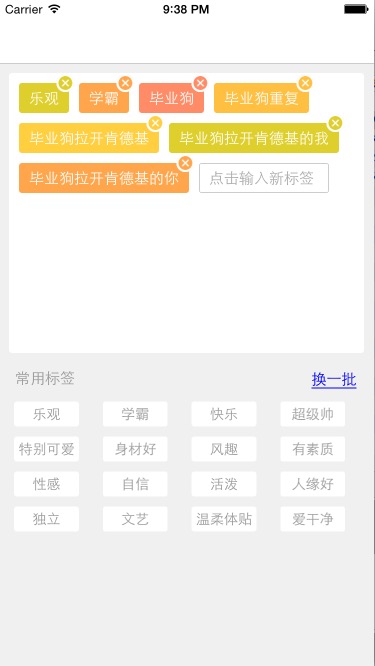 Carrier 9:38 PM
乐观 学霸 毕业狗 毕业狗重复
毕业狗拉开肯德基 毕业狗拉开肯德基的我
毕业狗拉开肯德基的你 点击输入新标签
常用标签 换一批
乐观 学霸 快乐 超级帅
特别可爱 身材好 风趣 有素质
性感 自信 活泼 人缘好
独立 文艺 温柔体贴 爱干净